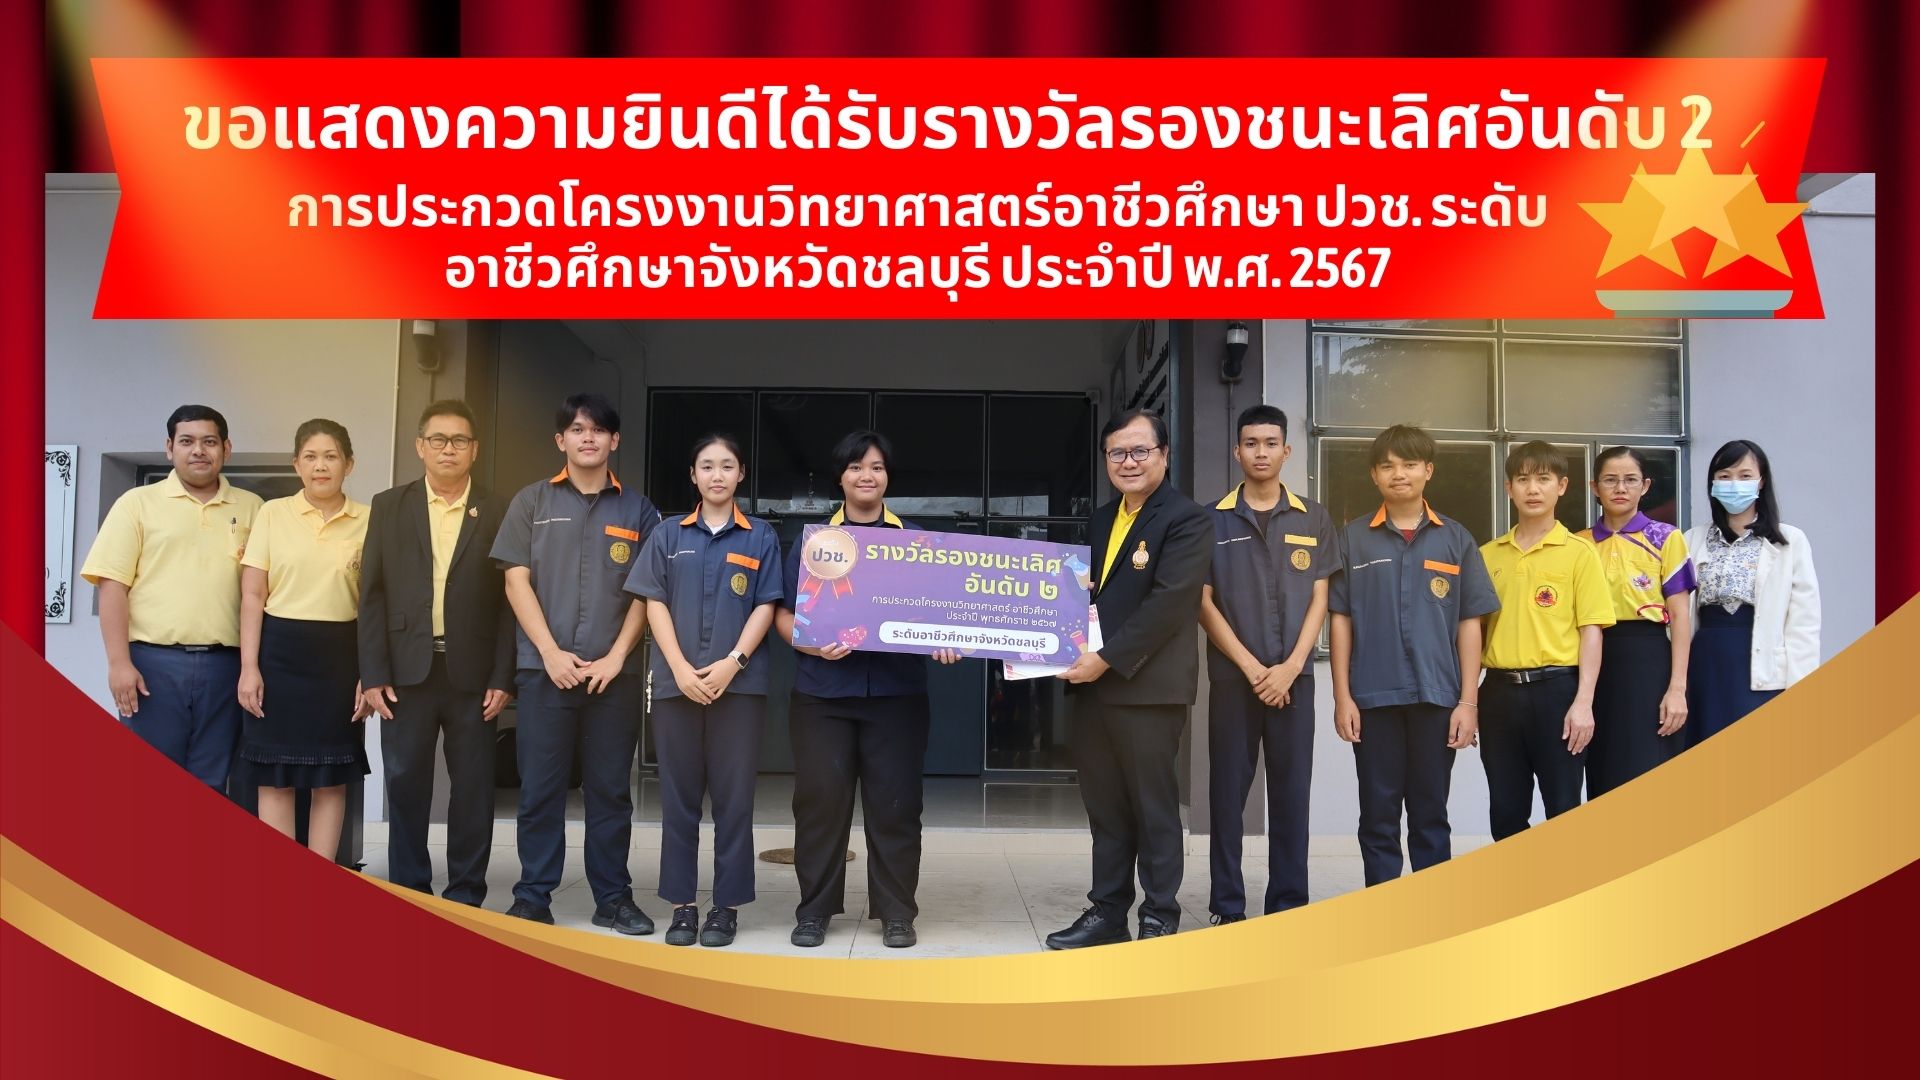 ขอแสดงความยินดีได้รับรางวัลรองชนะเลิศอันดับ 2
การประกวดโครงงานวิทยาศาสตร์อาชีวศึกษา ปวช. ระดับ
อาชีวศึกษาจังหวัดชลบุรี ประจำปี พ.ศ. 2567
ระดับ
ปวช.
รางวัลรองชนะเลิศ
อันดับ ๒
การประกวดโครงงานวิทยาศาสตร์ อาชีวศึกษา
ประจำปี พุทธศักราช ๒๕๖๗
ระดับอาชีวศึกษาจังหวัดชลบุรี